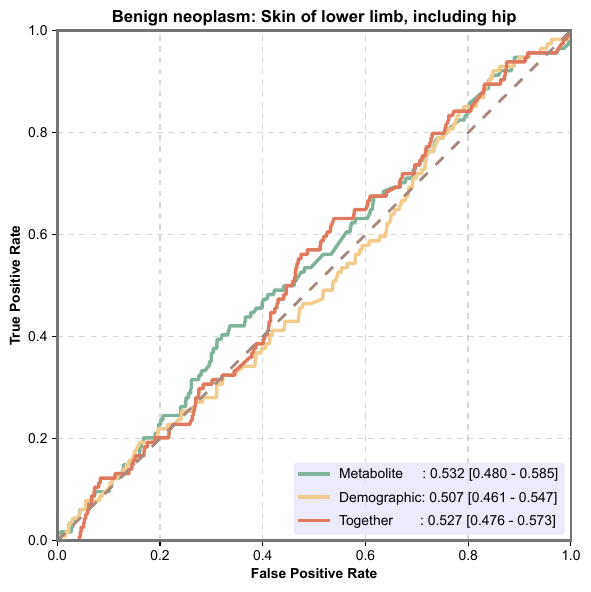 Benign neoplasm: Skin of lower limb, including hip
True Positive Rate
1.0
0.8
0.6
0.4
0.2
0.0
Metabolite : 0.532 [0.480 - 0.585]
Demographic: 0.507 [0.461 - 0.547]
Together : 0.527 [0.476 - 0.573]
0.0 0.2 0.4 0.6 0.8 1.0
False Positive Rate